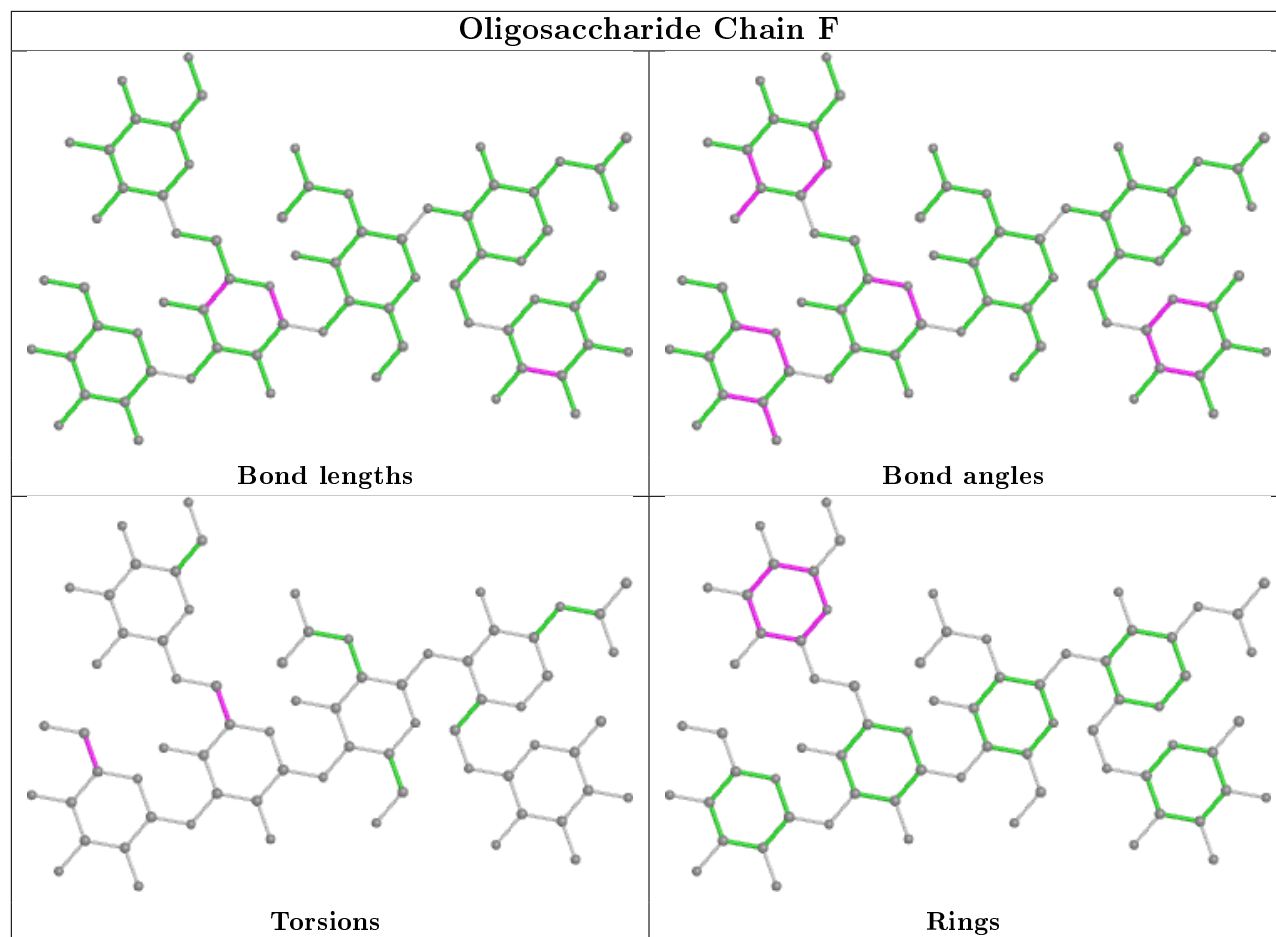 Oligosaccharide Chain F
Bond lengths
Bond angles
Torsions
Rings